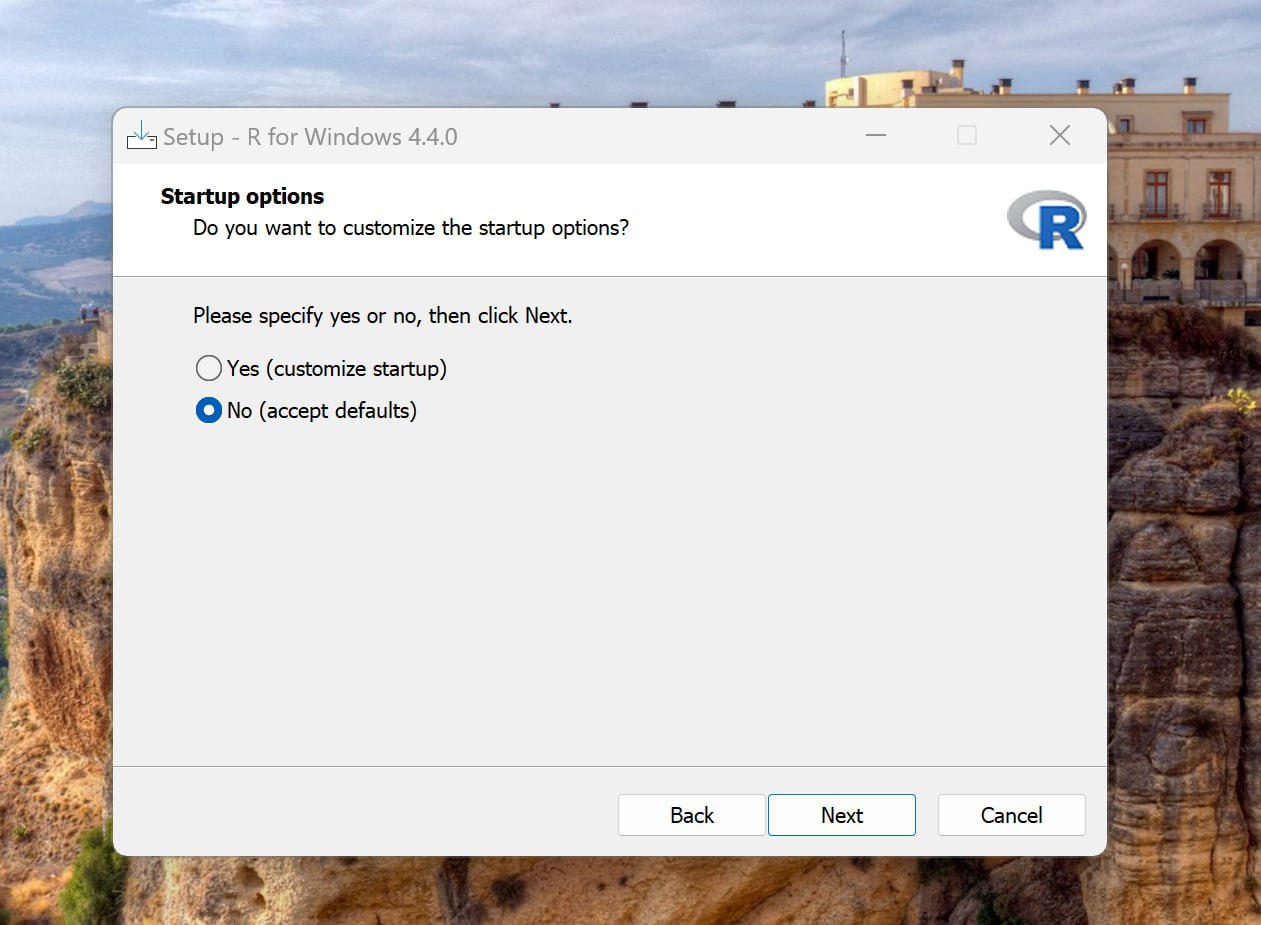 Setup - R for Windows 4.4.0
Startup options
Do you want to customize the startup options?
R
Please specify yes or no, then click Next.
Yes (customize startup)
No (accept defaults)
Back
Next
Cancel